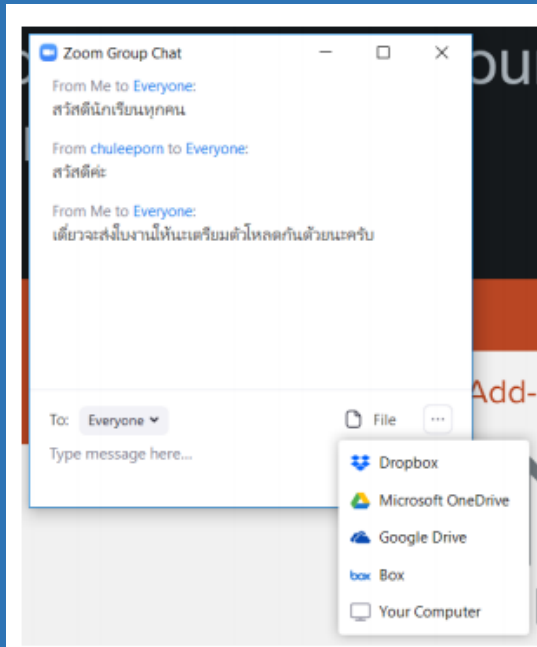 Zoom Group Chat
From Me to Everyone:
สวัสดีนักเรียนทุกคน
From chuleeporn to Everyone:
สวัสดีค่ะ
From Me to Everyone:
เดี่ยวจะส่งใบงานให้นะเตรียมตัวโหลดกันด้วยนะครับ
Add-
To: Everyone
File
...
Type message here...
Dropbox
Microsoft OneDrive
Google Drive
box Box
Your Computer